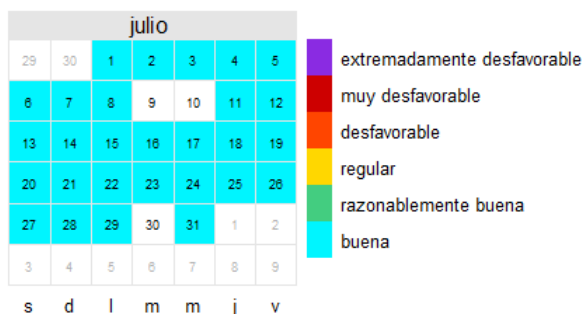 julio
29 30 1 2 3 4 5
6 7 8 9 10 11 12
13 14 15 16 17 18 19
20 21 22 23 24 25 26
27 28 29 30 31 1 2
3 4 5 6 7 8 9
s d l m m j v
extremadamente desfavorable
muy desfavorable
desfavorable
regular
razonablemente buena
buena